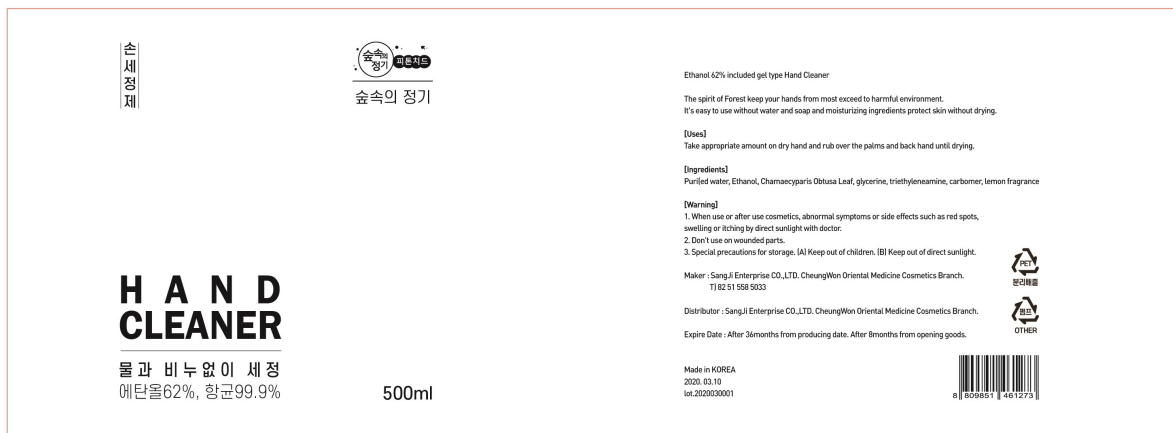 손세정제
숲속의
정기
피톤치드
숲속의 정기
HAND
CLEANER
물과 비누없이 세정
에탄올62%, 항균99.9%
500ml
Ethanol 62% included gel type Hand Cleaner
The spirit of Forest keep your hands from most exceed to harmful environment.
It's easy to use without water and soap and moisturizing ingredients protect skin without drying.
[Uses]
Take appropriate amount on dry hand and rub over the palms and back hand until drying.
[Ingredients]
Puri[ed water, Ethanol, Chamaecyparis Obtusa Leaf, glycerine, triethyleneamine, carbomer, lemon fragrance
[Warning]
1. When use or after use cosmetics, abnormal symptoms or side effects such as red spots,
swelling or itching by direct sunlight with doctor.
2. Don't use on wounded parts.
3. Special precautions for storage. (A) Keep out of children. (B) Keep out of direct sunlight.
Maker : SangJi Enterprise CO.,LTD. CheungWon Oriental Medicine Cosmetics Branch.
T) 82 51 558 5033
Distributor : SangJi Enterprise CO.,LTD. CheungWon Oriental Medicine Cosmetics Branch.
Expire Date : After 36months from producing date. After 8months from opening goods.
PET
분리배출
펌프
OTHER
Made in KOREA
2020. 03.10
lot.2020030001
8 809851 461273